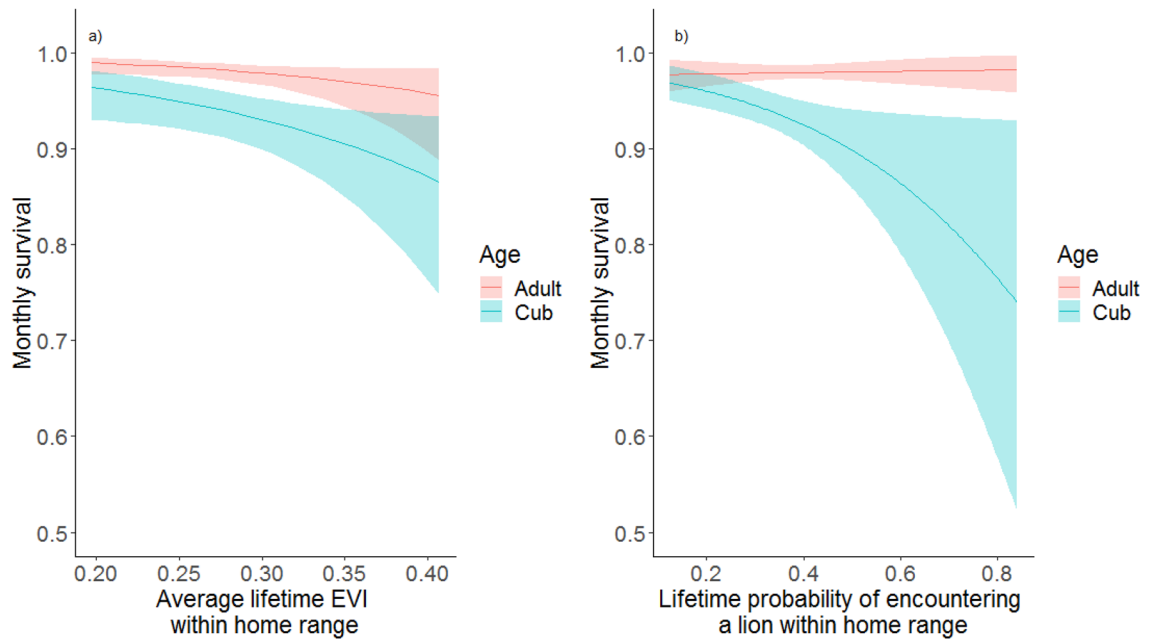 a)
1.0
0.9
0.8
0.7
0.6
0.5
Monthly survival
0.20 0.25 0.30 0.35 0.40
Average lifetime EVI
within home range
Age
Adult
Cub
b)
1.0
0.9
0.8
0.7
0.6
0.5
Monthly survival
0.2 0.4 0.6 0.8
Lifetime probability of encountering
a lion within home range
Age
Adult
Cub